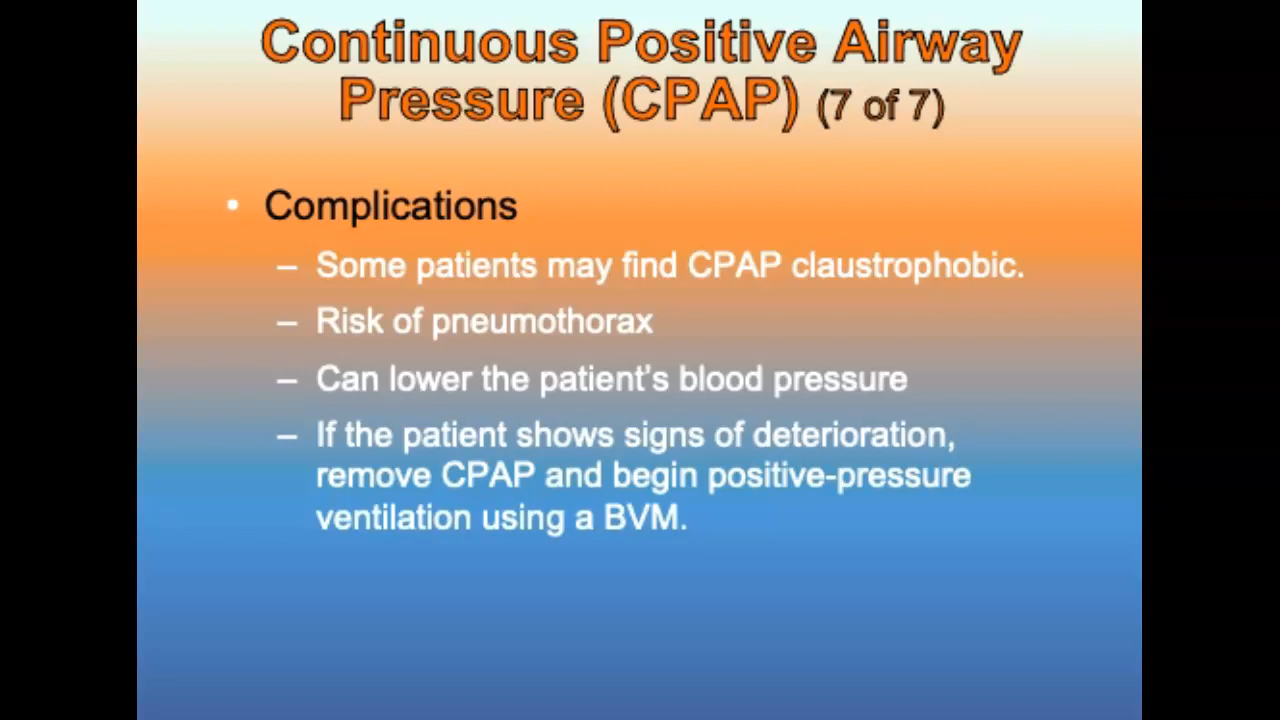 Continuous Positive Airway
Pressure (CPAP) (7 of 7)
• Complications
– Some patients may find CPAP claustrophobic.
– Risk of pneumothorax
– Can lower the patient's blood pressure
– If the patient shows signs of deterioration,
remove CPAP and begin positive-pressure
ventilation using a BVM.